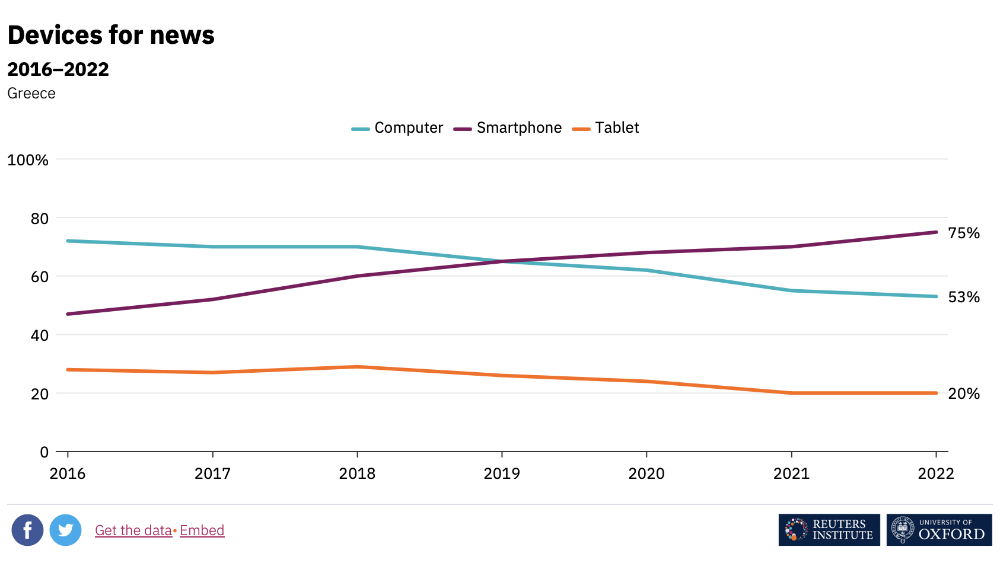 Devices for news
2016–2022
Greece
Computer Smartphone Tablet
100%
80
60
40
20
0
75%
53%
20%
2016 2017 2018 2019 2020 2021 2022
Get the data • Embed
REUTERS
INSTITUTE
UNIVERSITY OF
OXFORD